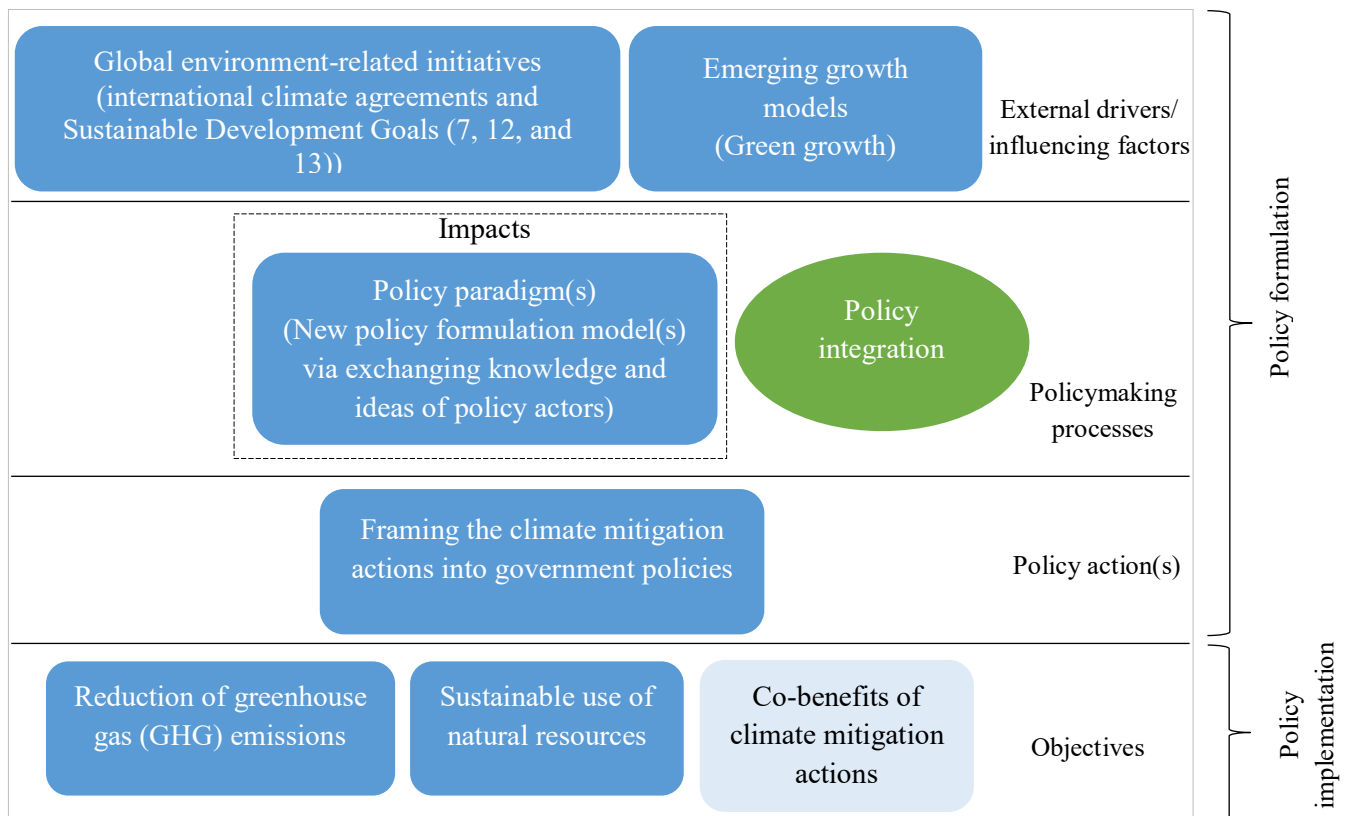 Global environment-related initiatives
(international climate agreements and
Sustainable Development Goals (7, 12, and
13))
Emerging growth
models
(Green growth)
External drivers/
influencing factors
Impacts
Policy paradigm(s)
(New policy formulation model(s)
via exchanging knowledge and
ideas of policy actors)
Policy
integration
Policymaking
processes
Framing the climate mitigation
actions into government policies
Policy action(s)
Policy formulation
Reduction of greenhouse
gas (GHG) emissions
Sustainable use of
natural resources
Co-benefits of
climate mitigation
actions
Objectives
Policy
implementation